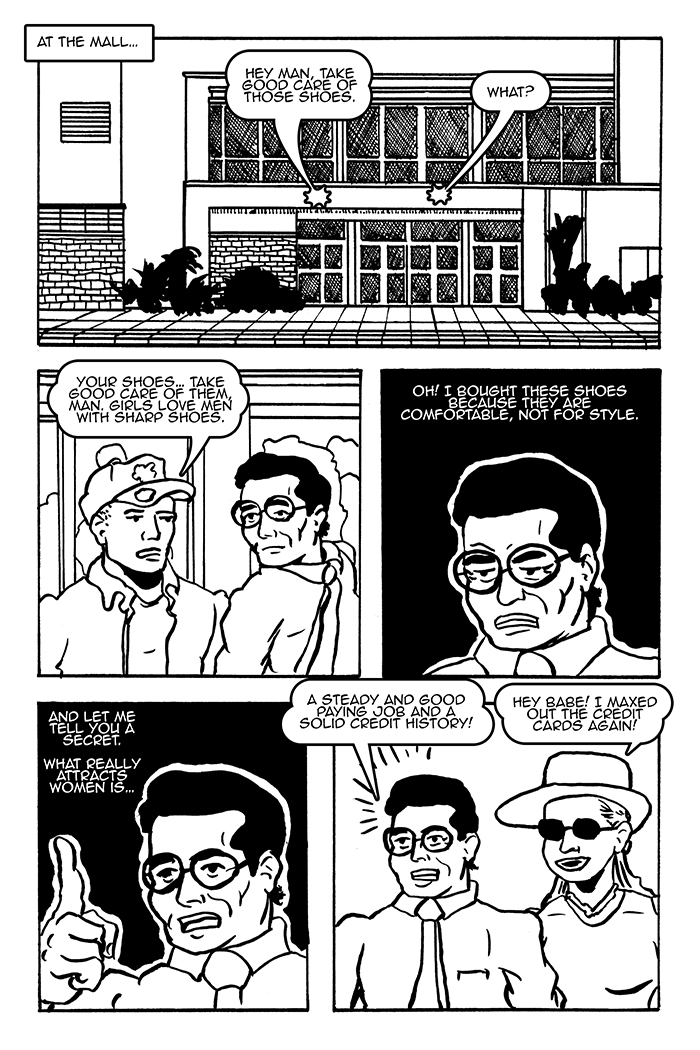 AT THE MALL...
HEY MAN, TAKE
GOOD CARE OF
THOSE SHOES.
WHAT?
YOUR SHOES... TAKE
GOOD CARE OF THEM,
MAN. GIRLS LOVE MEN
WITH SHARP SHOES.
OH! I BOUGHT THESE SHOES
BECAUSE THEY ARE
COMFORTABLE, NOT FOR STYLE.
AND LET ME
TELL YOU A
SECRET.
WHAT REALLY
ATTRACTS
WOMEN IS...
A STEADY AND GOOD
PAYING JOB AND A
SOLID CREDIT HISTORY!
HEY BABE! I MAXED
OUT THE CREDIT
CARDS AGAIN!